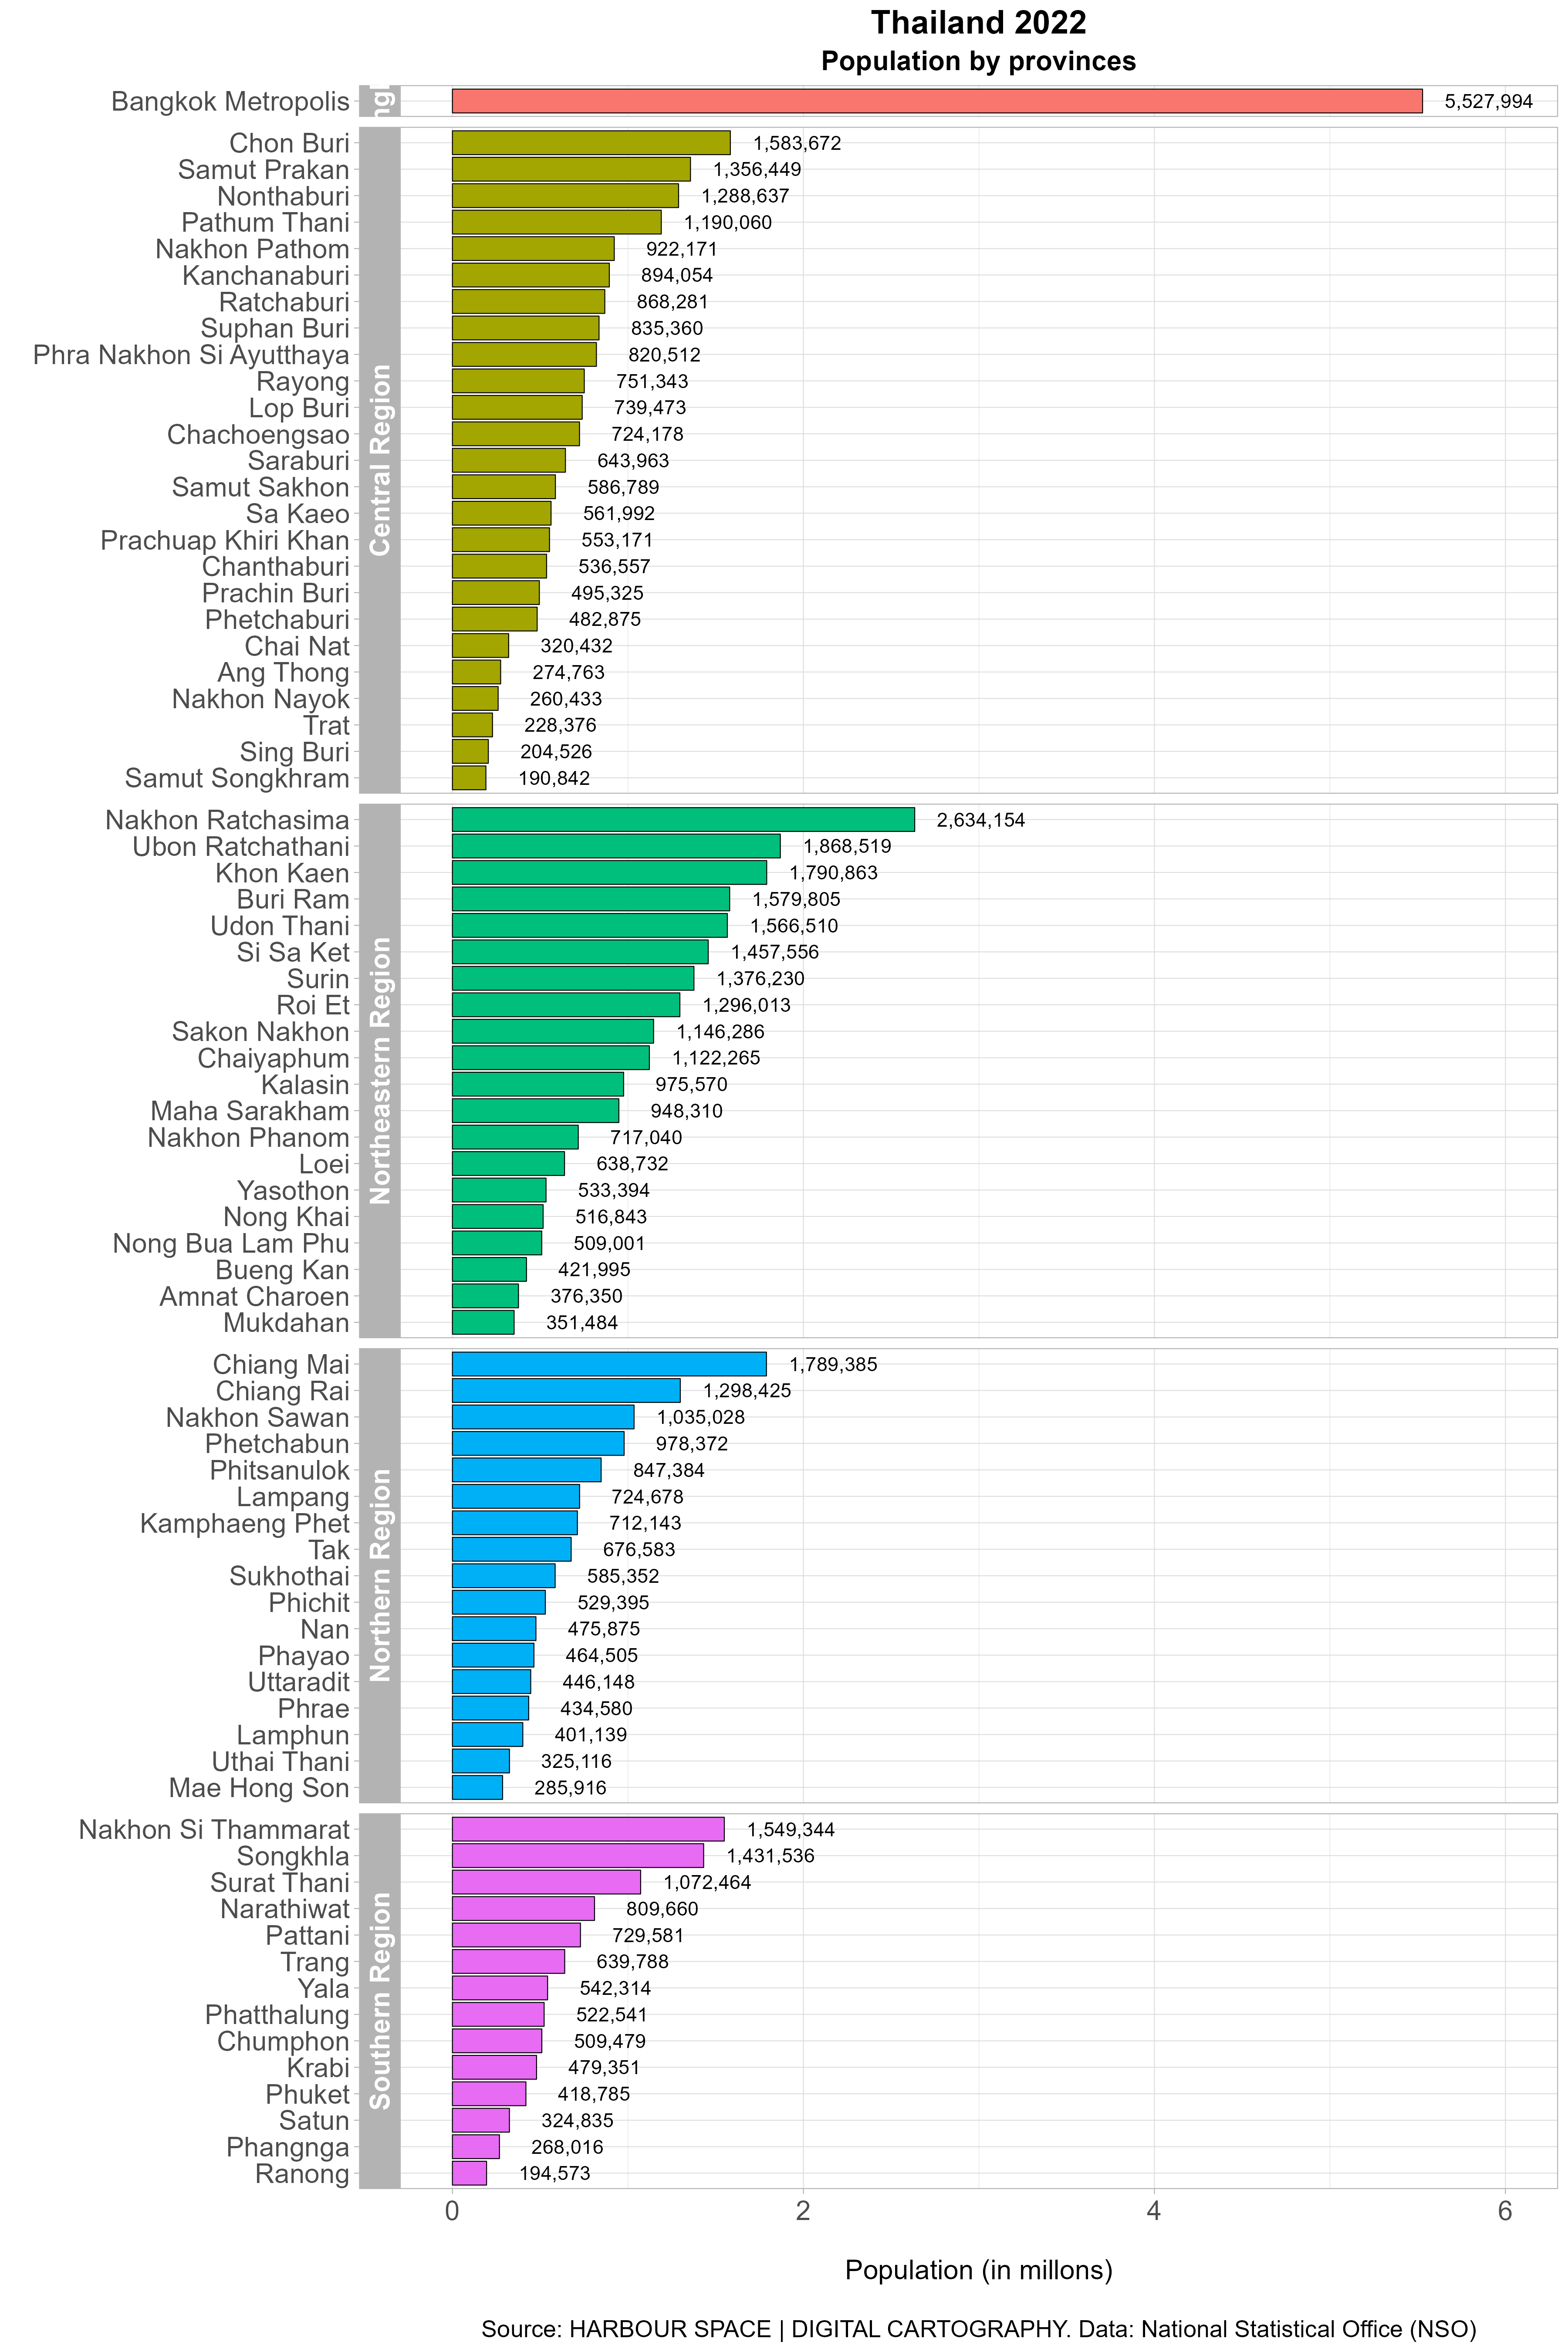 Thailand 2022
Population by provinces
Bangkok Metropolis 5,527,994
Central Region
Chon Buri 1,583,672
Samut Prakan 1,356,449
Nonthaburi 1,288,637
Pathum Thani 1,190,060
Nakhon Pathom 922,171
Kanchanaburi 894,054
Ratchaburi 868,281
Suphan Buri 835,360
Phra Nakhon Si Ayutthaya 820,512
Rayong 751,343
Lop Buri 739,473
Chachoengsao 724,178
Saraburi 643,963
Samut Sakhon 586,789
Sa Kaeo 561,992
Prachuap Khiri Khan 553,171
Chanthaburi 536,557
Prachin Buri 495,325
Phetchaburi 482,875
Chai Nat 320,432
Ang Thong 274,763
Nakhon Nayok 260,433
Trat 228,376
Sing Buri 204,526
Samut Songkhram 190,842
Northeastern Region
Nakhon Ratchasima 2,634,154
Ubon Ratchathani 1,868,519
Khon Kaen 1,790,863
Buri Ram 1,579,805
Udon Thani 1,566,510
Si Sa Ket 1,457,556
Surin 1,376,230
Roi Et 1,296,013
Sakon Nakhon 1,146,286
Chaiyaphum 1,122,265
Kalasin 975,570
Maha Sarakham 948,310
Nakhon Phanom 717,040
Loei 638,732
Yasothon 533,394
Nong Khai 516,843
Nong Bua Lam Phu 509,001
Bueng Kan 421,995
Amnat Charoen 376,350
Mukdahan 351,484
Northern Region
Chiang Mai 1,789,385
Chiang Rai 1,298,425
Nakhon Sawan 1,035,028
Phetchabun 978,372
Phitsanulok 847,384
Lampang 724,678
Kamphaeng Phet 712,143
Tak 676,583
Sukhothai 585,352
Phichit 529,395
Nan 475,875
Phayao 464,505
Uttaradit 446,148
Phrae 434,580
Lamphun 401,139
Uthai Thani 325,116
Mae Hong Son 285,916
Southern Region
Nakhon Si Thammarat 1,549,344
Songkhla 1,431,536
Surat Thani 1,072,464
Narathiwat 809,660
Pattani 729,581
Trang 639,788
Yala 542,314
Phatthalung 522,541
Chumphon 509,479
Krabi 479,351
Phuket 418,785
Satun 324,835
Phangnga 268,016
Ranong 194,573
0 2 4 6
Population (in millons)
Source: HARBOUR SPACE | DIGITAL CARTOGRAPHY. Data: National Statistical Office (NSO)